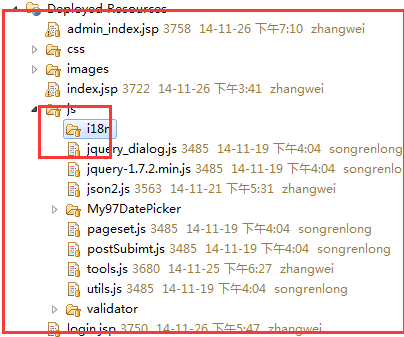 Deployed Resources
admin_index.jsp 3758 14-11-26 下午7:10 zhangwei
css
images
index.jsp 3722 14-11-26 下午3:41 zhangwei
js
i18n
jquery_dialog.js 3485 14-11-19 下午4:04 songrenlong
jquery-1.7.2.min.js 3485 14-11-19 下午4:04 songrenlong
json2.js 3563 14-11-21 下午5:31 zhangwei
My97DatePicker
pageset.js 3485 14-11-19 下午4:04 songrenlong
postSubimt.js 3485 14-11-19 下午4:04 songrenlong
tools.js 3680 14-11-25 下午6:27 zhangwei
utils.js 3485 14-11-19 下午4:04 songrenlong
validator
login.jsp 3750 14-11-26 下午5:47 zhangwei